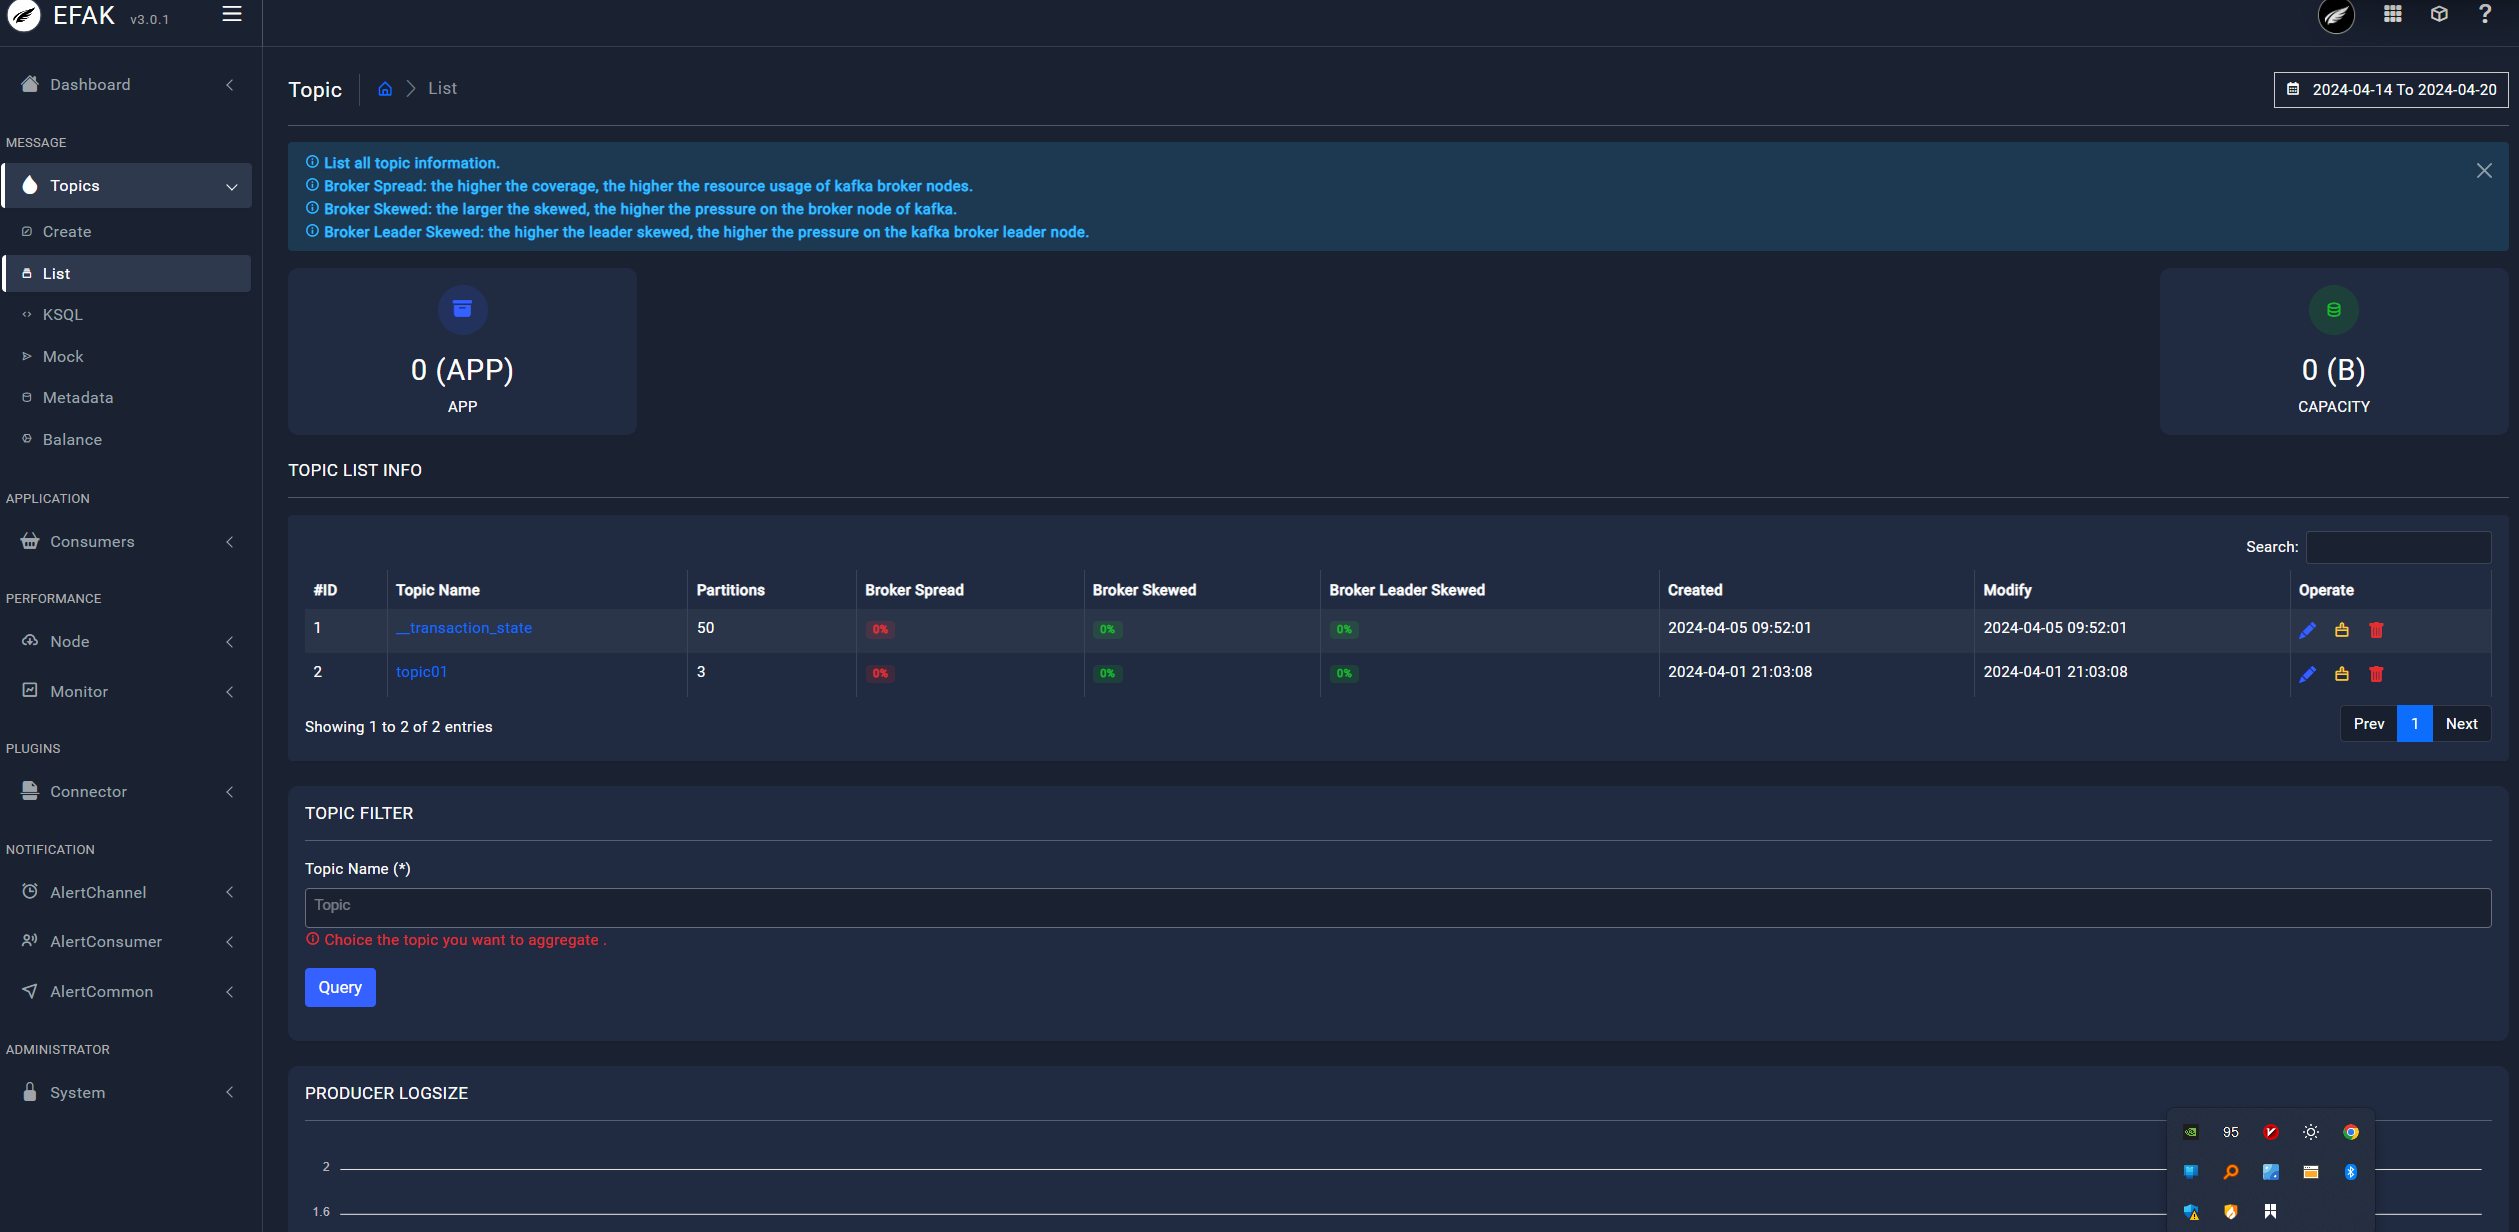 EFAK v3.0.1
Dashboard
MESSAGE
Topics
Create
List
KSQL
Mock
Metadata
Balance
APPLICATION
Consumers
PERFORMANCE
Node
Monitor
PLUGINS
Connector
NOTIFICATION
AlertChannel
AlertConsumer
AlertCommon
ADMINISTRATOR
System
Topic List
2024-04-14 To 2024-04-20
List all topic information.
Broker Spread: the higher the coverage, the higher the resource usage of kafka broker nodes.
Broker Skewed: the larger the skewed, the higher the pressure on the broker node of kafka.
Broker Leader Skewed: the higher the leader skewed, the higher the pressure on the kafka broker leader node.
0 (APP)
APP
0 (B)
CAPACITY
TOPIC LIST INFO
Search:
#ID Topic Name Partitions Broker Spread Broker Skewed Broker Leader Skewed Created Modify Operate
1 __transaction_state 50 0% 0% 0% 2024-04-05 09:52:01 2024-04-05 09:52:01
2 topic01 3 0% 0% 0% 2024-04-01 21:03:08 2024-04-01 21:03:08
Showing 1 to 2 of 2 entries
Prev 1 Next
TOPIC FILTER
Topic Name (*)
Topic
Choice the topic you want to aggregate .
Query
PRODUCER LOGSIZE
2
1.6
95